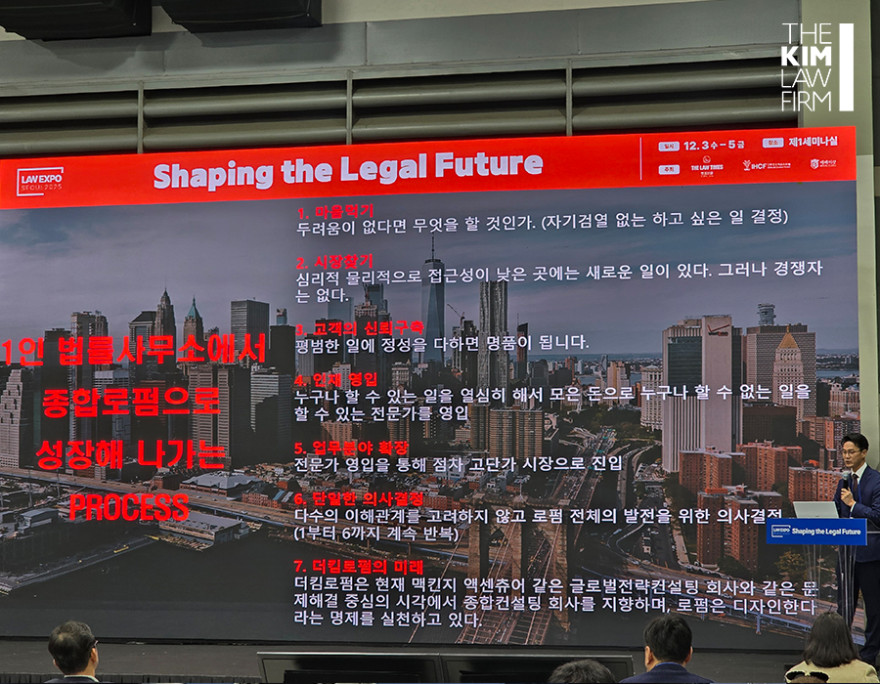 THE
KIM
LAW
FIRM
LAW EXPO
SEOUL 2025
Shaping the Legal Future
일시 12. 3 수 – 5 금 장소 제1세미나실
주최 THE LAW TIMES IHCF
1인 법률사무소에서
종합로펌으로
성장해 나가는
PROCESS
1. 마음먹기
두려움이 없다면 무엇을 할 것인가. (자기검열 없는 하고 싶은 일 결정)
2. 시장찾기
심리적 물리적으로 접근성이 낮은 곳에는 새로운 일이 있다. 그러나 경쟁자
는 없다.
3. 고객의 신뢰구축
평범한 일에 정성을 다하면 명품이 됩니다.
4. 인재 영입
누구나 할 수 있는 일을 열심히 해서 모은 돈으로 누구나 할 수 없는 일을
할 수 있는 전문가를 영입
5. 업무분야 확장
전문가 영입을 통해 점차 고단가 시장으로 진입
6. 단일한 의사결정
다수의 이해관계를 고려하지 않고 로펌 전체의 발전을 위한 의사결정
(1부터 6까지 계속 반복)
7. 더킴로펌의 미래
더킴로펌은 현재 맥킨지 액센츄어 같은 글로벌전략컨설팅 회사와 같은 문
제해결 중심의 시각에서 종합컨설팅 회사를 지향하며, 로펌은 디자인한다
라는 명제를 실천하고 있다.
LAW EXPO
Shaping the Legal Future